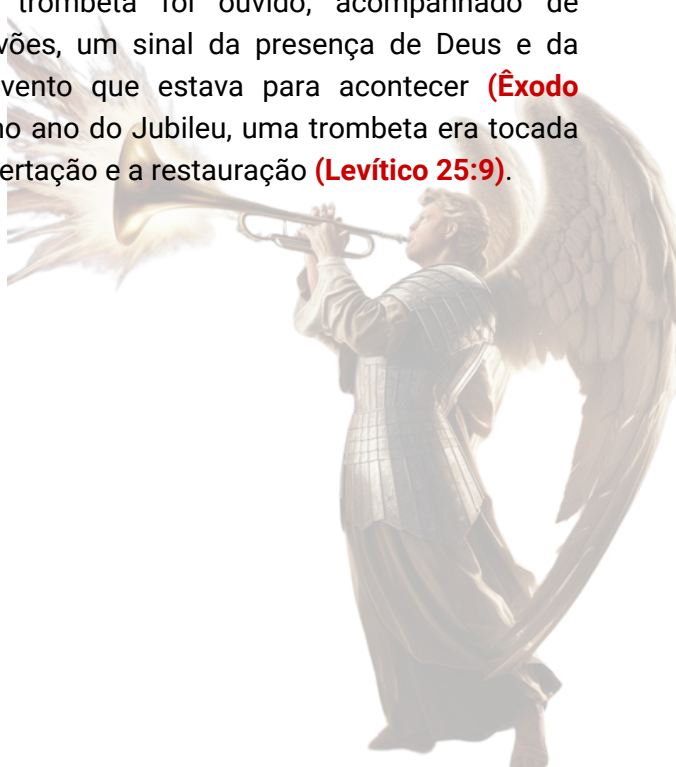 trombeta foi ouvido, acompanhado de
vões, um sinal da presença de Deus e da
vento que estava para acontecer (Êxodo
no ano do Jubileu, uma trombeta era tocada
ertação e a restauração (Levítico 25:9).